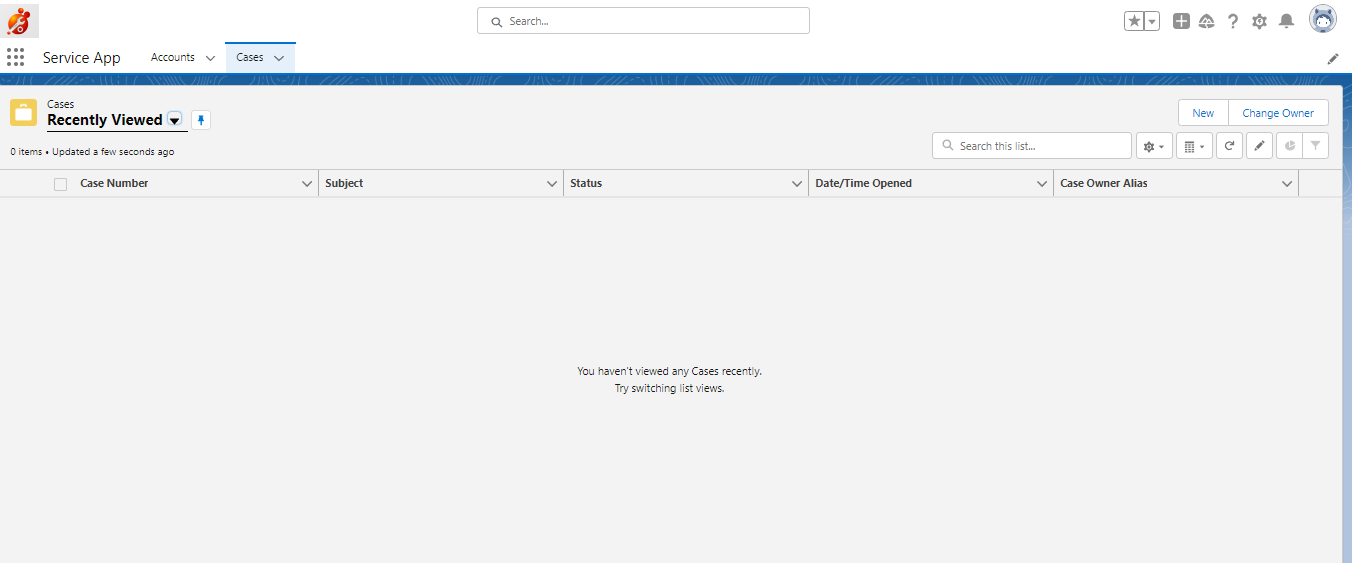 Search...
Service App
Accounts
Cases
Cases
Recently Viewed
New
Change Owner
0 items • Updated a few seconds ago
Search this list...
Case Number
Subject
Status
Date/Time Opened
Case Owner Alias
You haven't viewed any Cases recently.
Try switching list views.